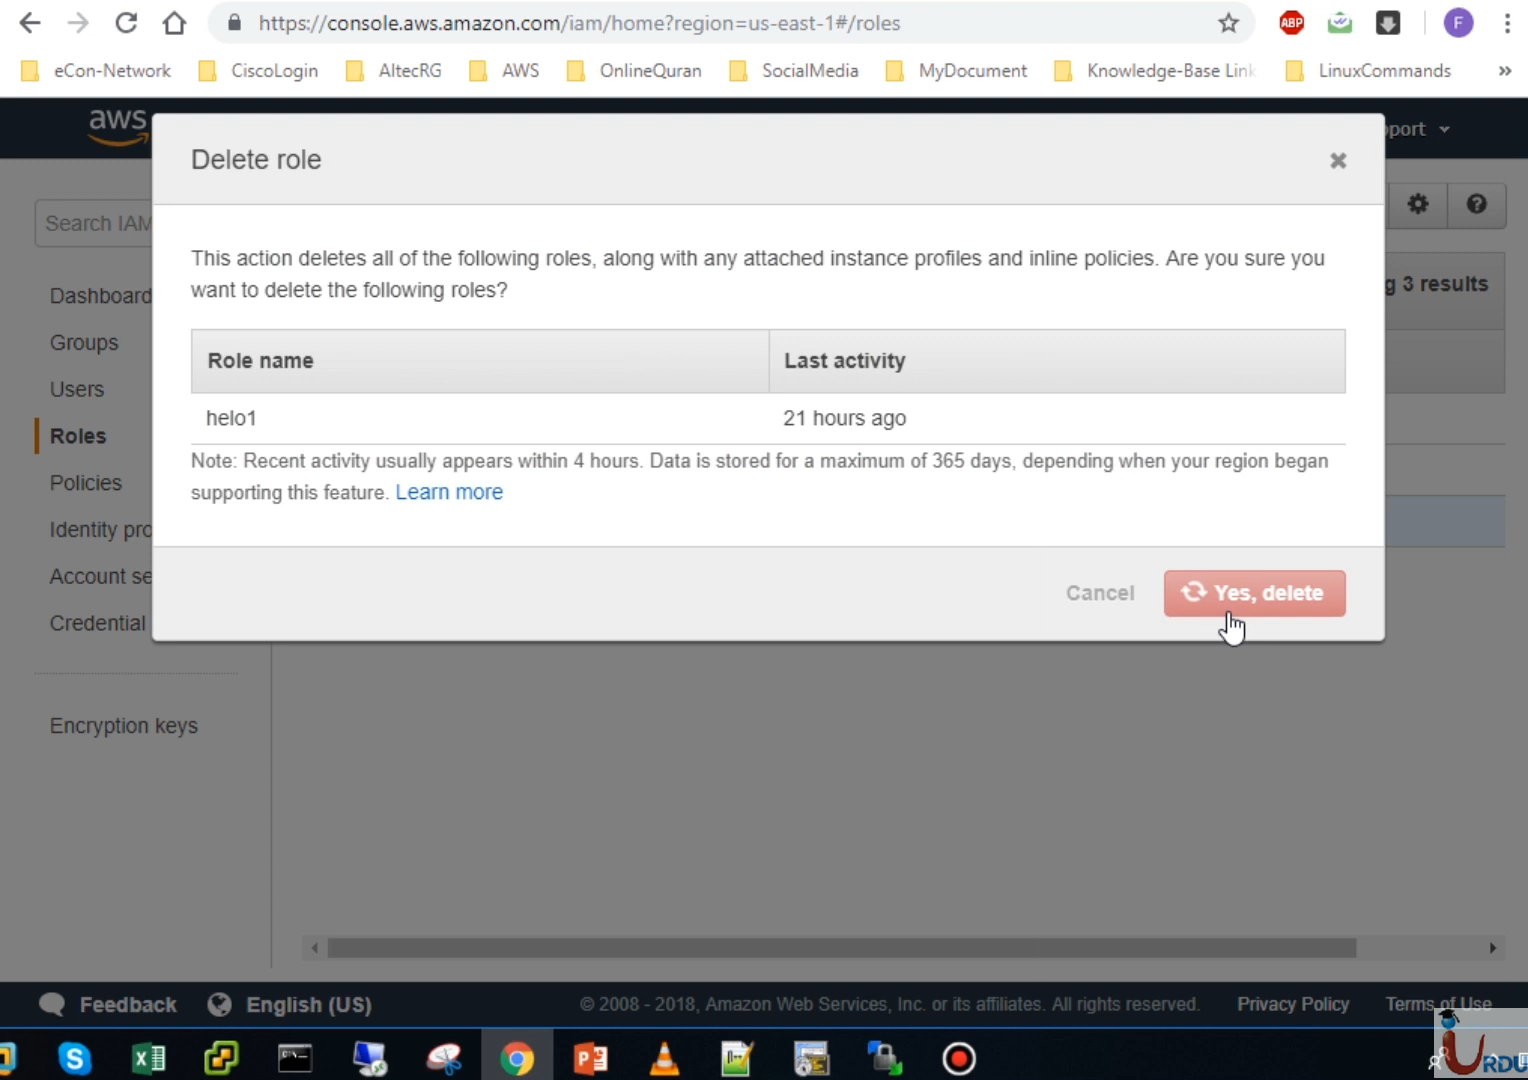 https://console.aws.amazon.com/iam/home?region=us-east-1#/roles
ABP
F
eCon-Network
CiscoLogin
AltecRG
AWS
OnlineQuran
SocialMedia
MyDocument
Knowledge-Base Link
LinuxCommands
»
aws
pport
Delete role
Search IAM
This action deletes all of the following roles, along with any attached instance profiles and inline policies. Are you sure you
want to delete the following roles?
g 3 results
Role name
Last activity
helo1
21 hours ago
Note: Recent activity usually appears within 4 hours. Data is stored for a maximum of 365 days, depending when your region began
supporting this feature. Learn more
Cancel
Yes, delete
Dashboard
Groups
Users
Roles
Policies
Identity pro
Account se
Credential
Encryption keys
Feedback
English (US)
© 2008 - 2018, Amazon Web Services, Inc. or its affiliates. All rights reserved.
Privacy Policy
Terms of Use
URDU